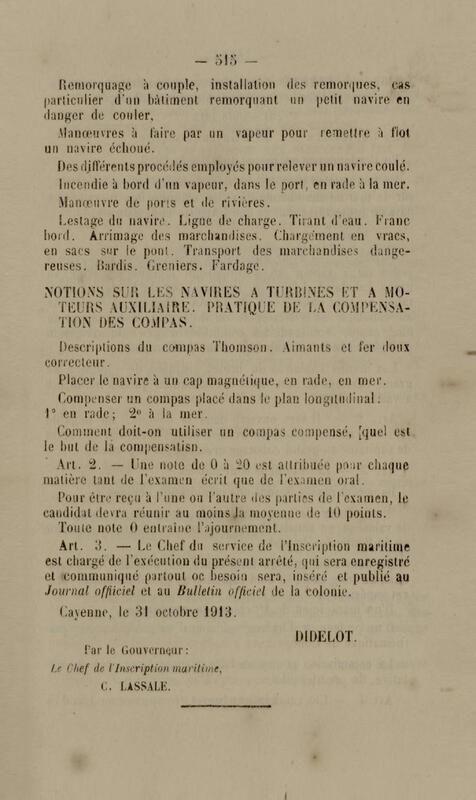 — 515 —
Remorquage à couple, installation des remorques, cas
particulier d'un bâtiment remorquant un petit navire en
danger de couler,
Manœuvres à faire par un vapeur pour remettre à flot
un navire échoué.
Des différents procédés employés pour relever un navire coulé.
Incendie à bord d'un vapeur, dans le port, en rade à la mer.
Manœuvre de ports et de rivières.
Lestage du navire. Ligne de charge. Tirant d'eau. Franc
bord. Arrimage des marchandises. Chargement en vracs,
en sacs sur le pont. Transport des marchandises dange-
reuses. Bardis. Greniers. Fardage.
NOTIONS SUR LES NAVIRES A TURBINES ET A MO-
TEURS AUXILIAIRE. PRATIQUE DE LA COMPENSA-
TION DES COMPAS.
Descriptions du compas Thomson. Aimants et fer doux
correcteur.
Placer le navire à un cap magnétique, en rade, en mer.
Compenser un compas placé dans le plan longitudinal:
1° en rade; 2° à la mer.
Comment doit-on utiliser un compas compensé, [quel est
le but de la compensatisn.
Art. 2. — Une note de 0 à 20 est attribuée pour chaque
matière tant de l'examen écrit que de l'examen oral.
Pour être reçu à l'une ou l'autre des parties de l'examen, le
candidat devra réunir au moins la moyenne de 10 points.
Toute note 0 entraîne l'ajournement.
Art. 3. — Le Chef du service de l'Inscription maritime
est chargé de l'exécution du présent arrêté, qui sera enregistré
et communiqué partout oc besoin sera, inséré et publié au
Journal officiel et au Bulletin officiel de la colonie.
Cayenne, le 31 octobre 1913.
DIDELOT.
Par le Gouverneur:
Le Chef de l'Inscription maritime,
C. LASSALE.